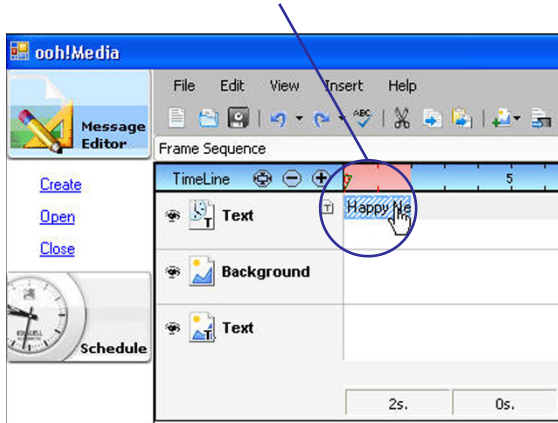 ooh!Media
File Edit View Insert Help
ABC
Message
Editor
Frame Sequence
TimeLine 5
Create
T Text T Happy Ne
Open
Close
Background
T Text
Schedule
2s. 0s.